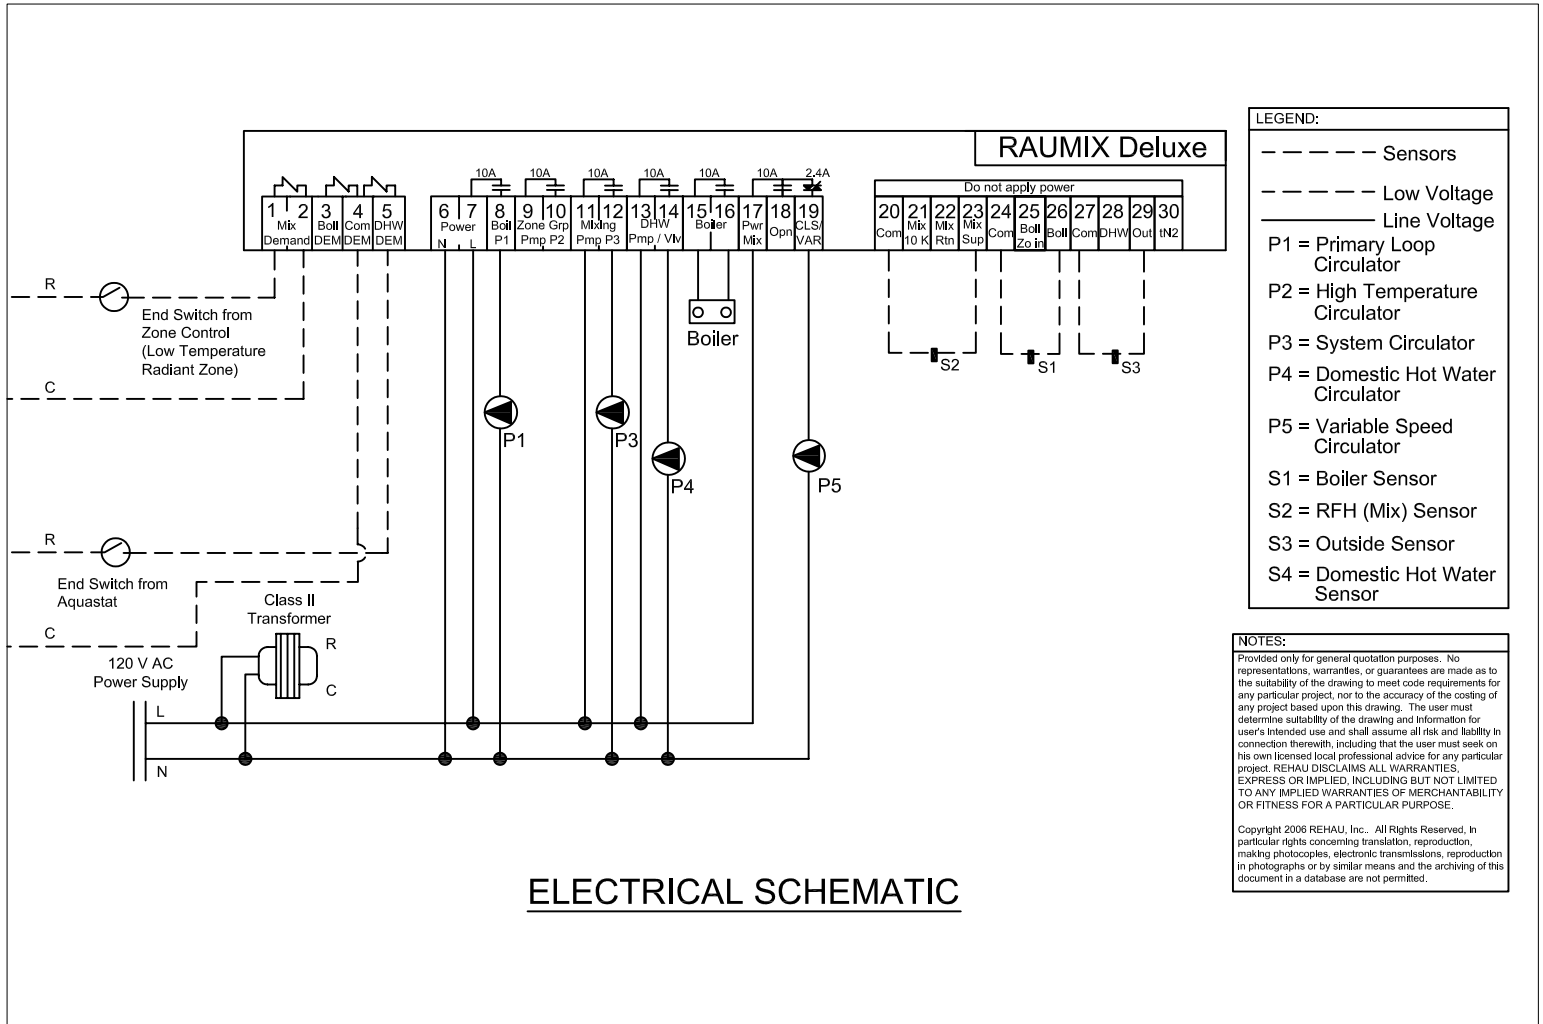 RAUMIX Deluxe
10A 10A 10A 10A 10A 10A 2.4A
Do not apply power
1 2 3 4 5 6 7 8 9 10 11 12 13 14 15 16 17 18 19 20 21 22 23 24 25 26 27 28 29 30
Mix
Demand
Boil
DEM
Com
DEM
DHW
DEM
Power
N L
Boil
P1
Zone Grp
Pmp P2
Mixing
Pmp P3
DHW
Pmp / Vlv
Boiler
Pwr
Mix
Opn
CLS/
VAR
Com
Mix
10 K
Mix
Rtn
Mix
Sup
Com
Boil
Zo in
Boil
Com
DHW
Out
tN2
R
End Switch from
Zone Control
(Low Temperature
Radiant Zone)
C
Boiler
S2
S1
S3
P1
P3
P4
P5
R
End Switch from
Aquastat
C
Class II
Transformer
R
C
120 V AC
Power Supply
L
N
ELECTRICAL SCHEMATIC
LEGEND:
Sensors
Low Voltage
Line Voltage
P1 = Primary Loop
Circulator
P2 = High Temperature
Circulator
P3 = System Circulator
P4 = Domestic Hot Water
Circulator
P5 = Variable Speed
Circulator
S1 = Boiler Sensor
S2 = RFH (Mix) Sensor
S3 = Outside Sensor
S4 = Domestic Hot Water
Sensor
NOTES:
Provided only for general quotation purposes. No
representations, warranties, or guarantees are made as to
the suitability of the drawing to meet code requirements for
any particular project, nor to the accuracy of the costing of
any project based upon this drawing. The user must
determine suitability of the drawing and information for
user's intended use and shall assume all risk and liability in
connection therewith, including that the user must seek on
his own licensed local professional advice for any particular
project. REHAU DISCLAIMS ALL WARRANTIES,
EXPRESS OR IMPLIED, INCLUDING BUT NOT LIMITED
TO ANY IMPLIED WARRANTIES OF MERCHANTABILITY
OR FITNESS FOR A PARTICULAR PURPOSE.
Copyright 2006 REHAU, Inc.. All Rights Reserved, in
particular rights concerning translation, reproduction,
making photocopies, electronic transmissions, reproduction
in photographs or by similar means and the archiving of this
document in a database are not permitted.